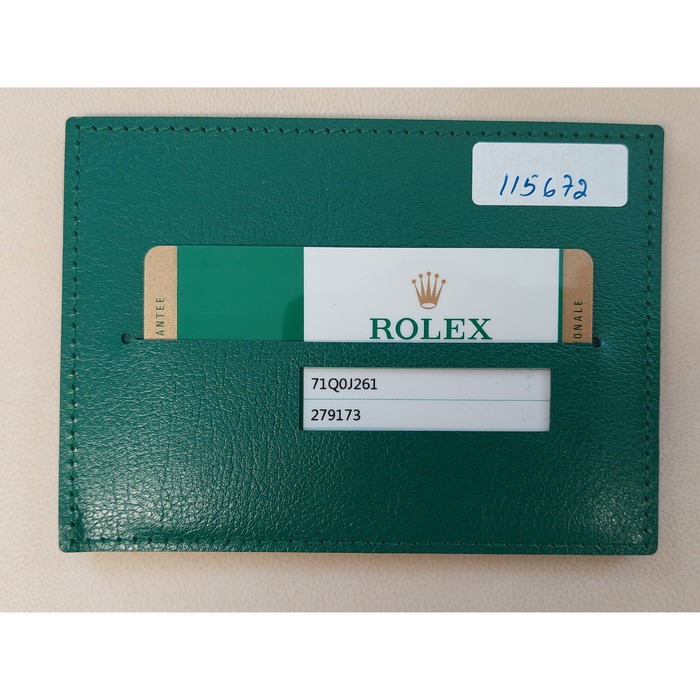 115672
ANTEE
ROLEX
ONALE
71Q0J261
279173